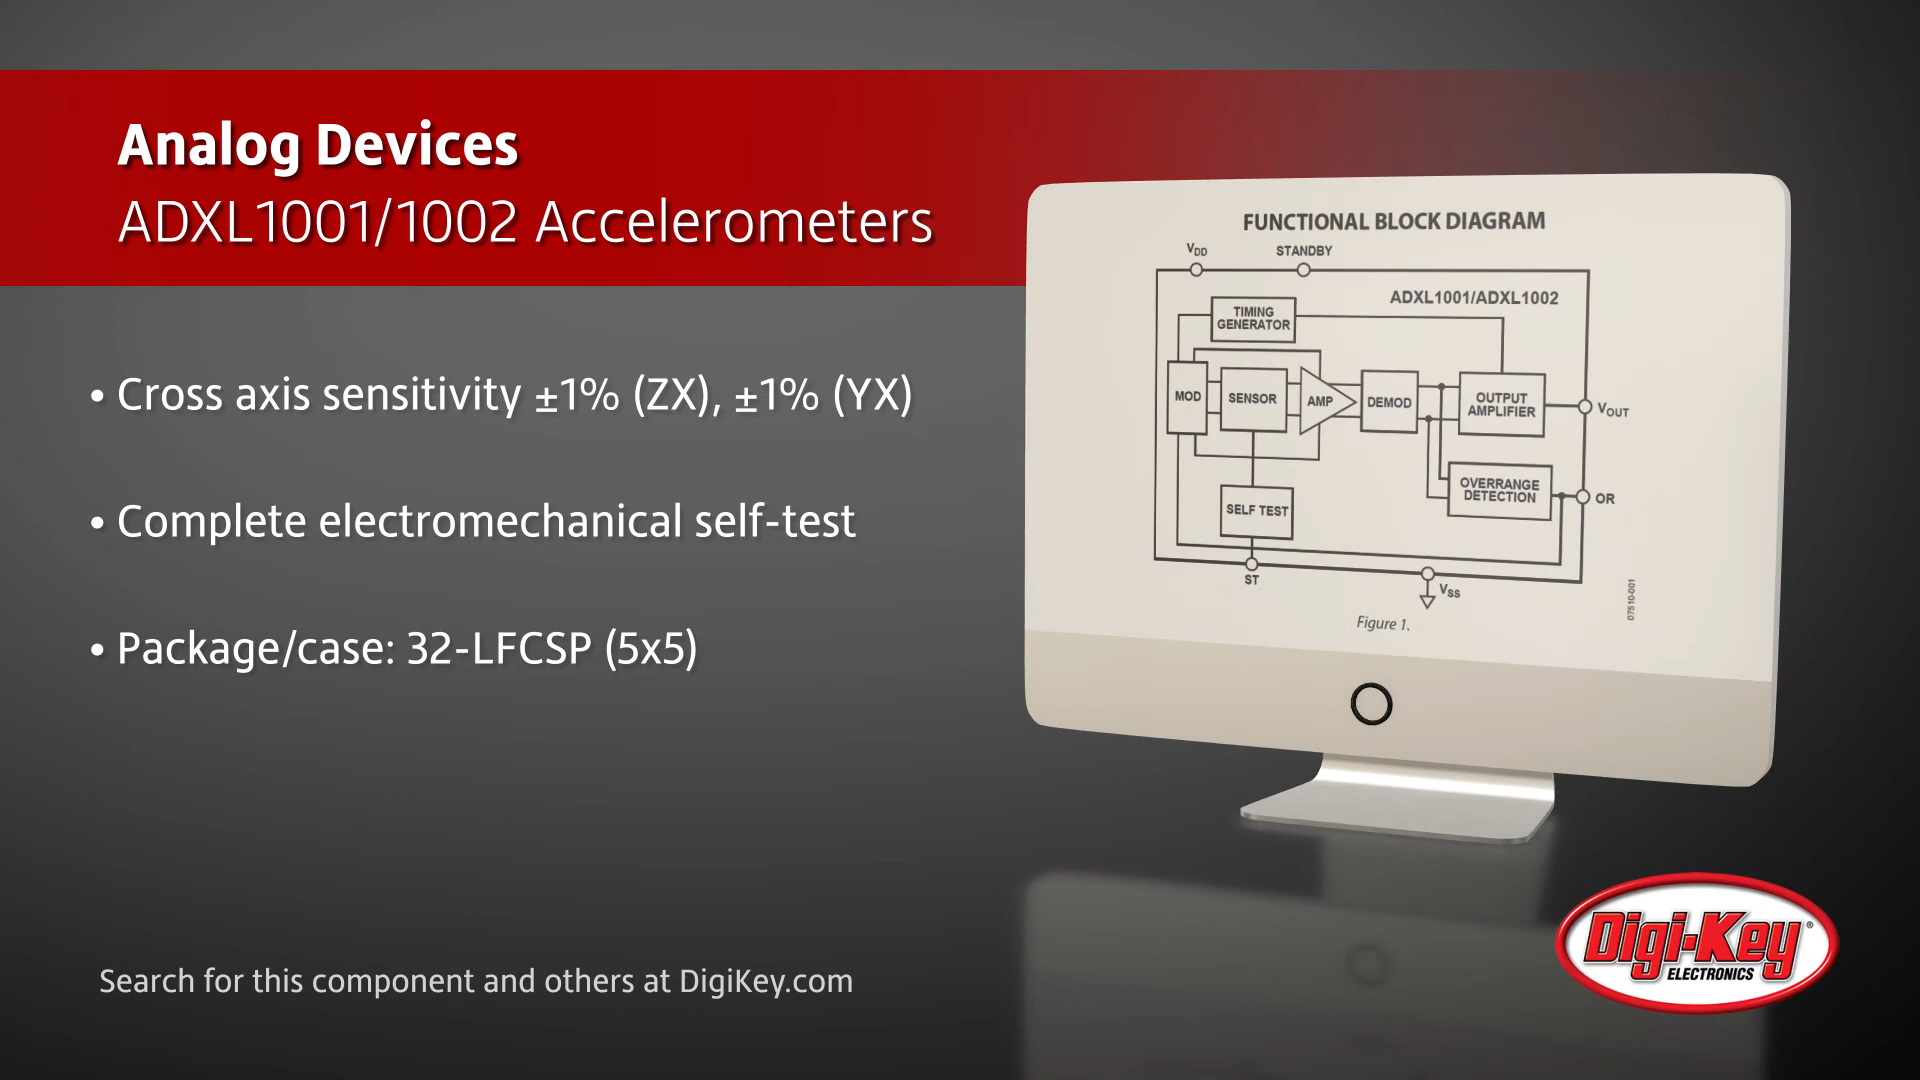 Analog Devices
ADXL1001/1002 Accelerometers
• Cross axis sensitivity ±1% (ZX), ±1% (YX)
• Complete electromechanical self-test
• Package/case: 32-LFCSP (5x5)
Search for this component and others at DigiKey.com
FUNCTIONAL BLOCK DIAGRAM
VDD
STANDBY
ADXL1001/ADXL1002
TIMING
GENERATOR
MOD
SENSOR
AMP
DEMOD
OUTPUT
AMPLIFIER
VOUT
OVERRANGE
DETECTION
OR
SELF TEST
ST
VSS
07510-001
Figure 1.
Digi-Key®
ELECTRONICS